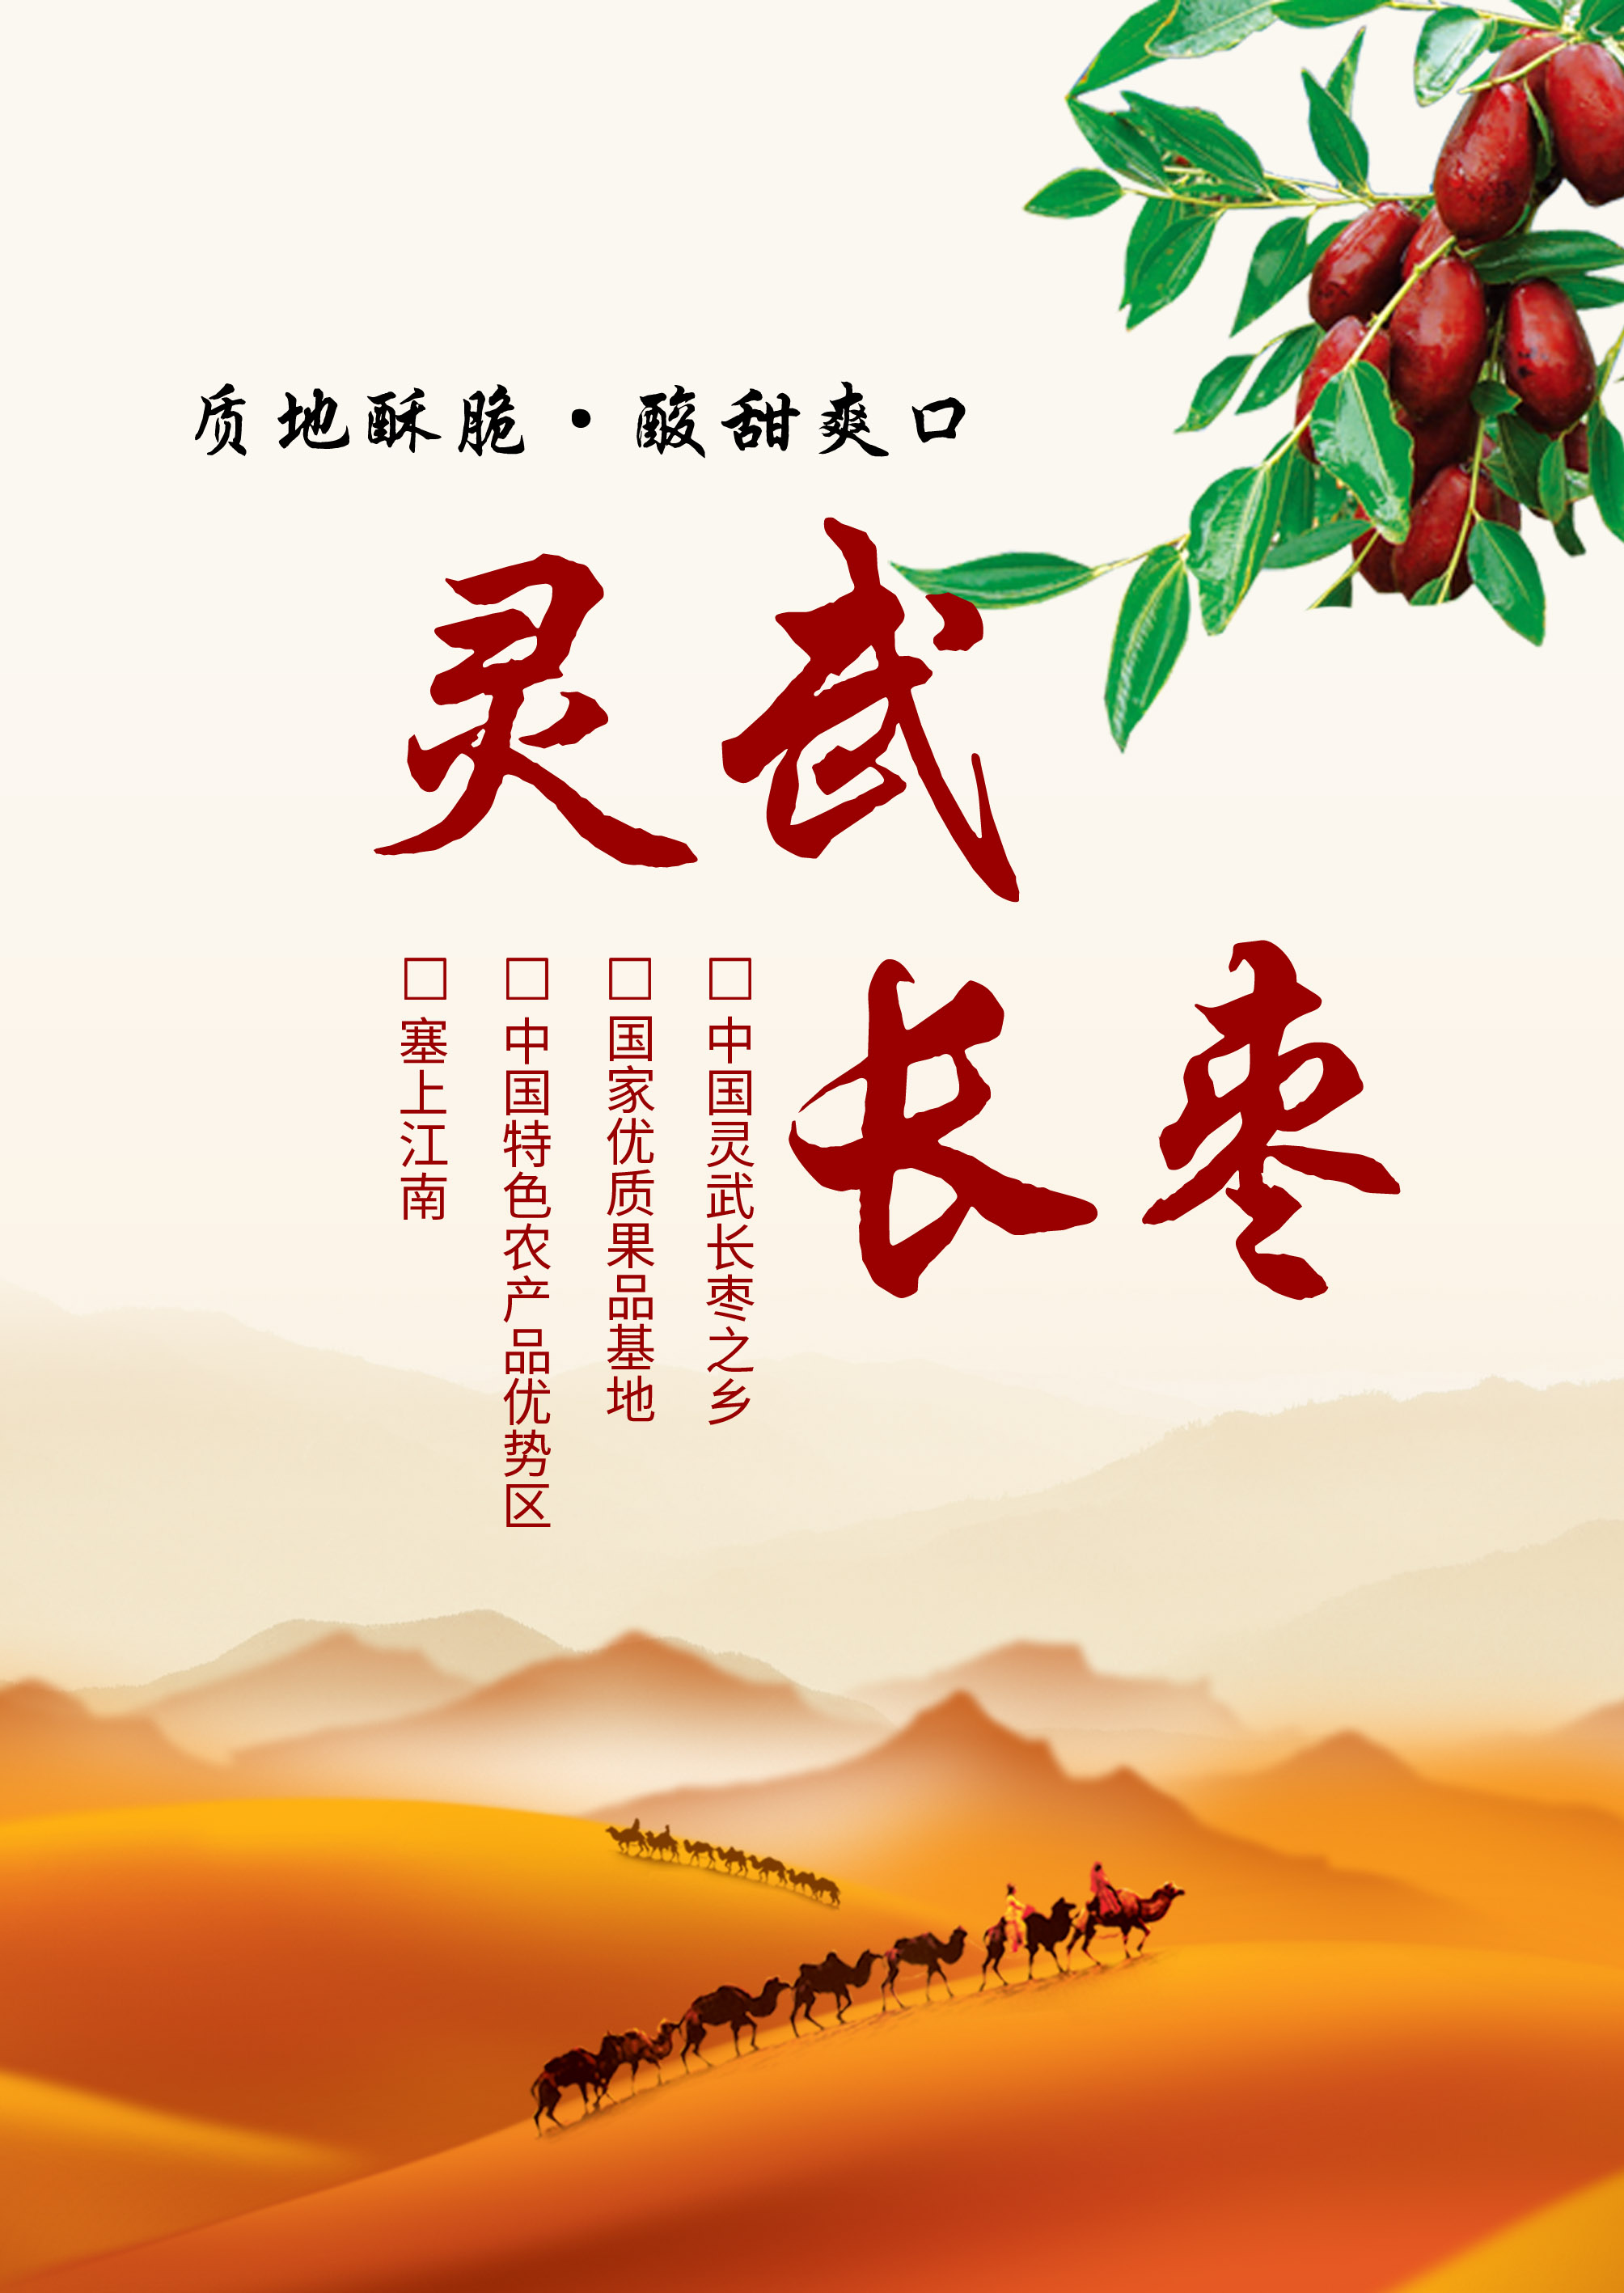 质地酥脆·酸甜爽口
灵武
长枣
□中国灵武长枣之乡
□国家优质果品基地
□中国特色农产品优势区
□塞上江南